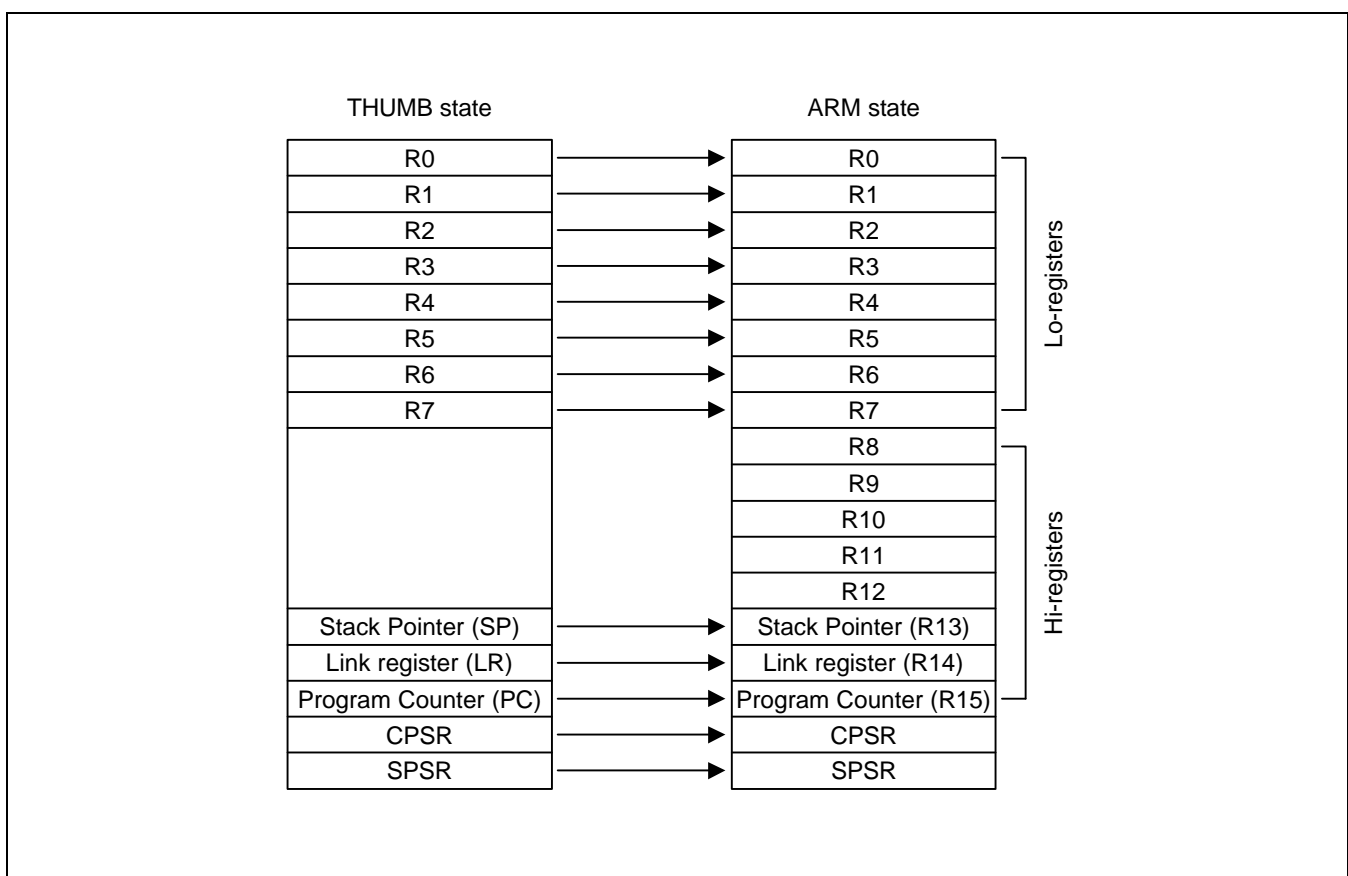 THUMB state
ARM state
R0
R0
R1
R1
R2
R2
R3
R3
R4
R4
R5
R5
R6
R6
R7
R7
R8
R9
R10
R11
R12
Stack Pointer (SP)
Stack Pointer (R13)
Link register (LR)
Link register (R14)
Program Counter (PC)
Program Counter (R15)
CPSR
CPSR
SPSR
SPSR
Lo-registers
Hi-registers